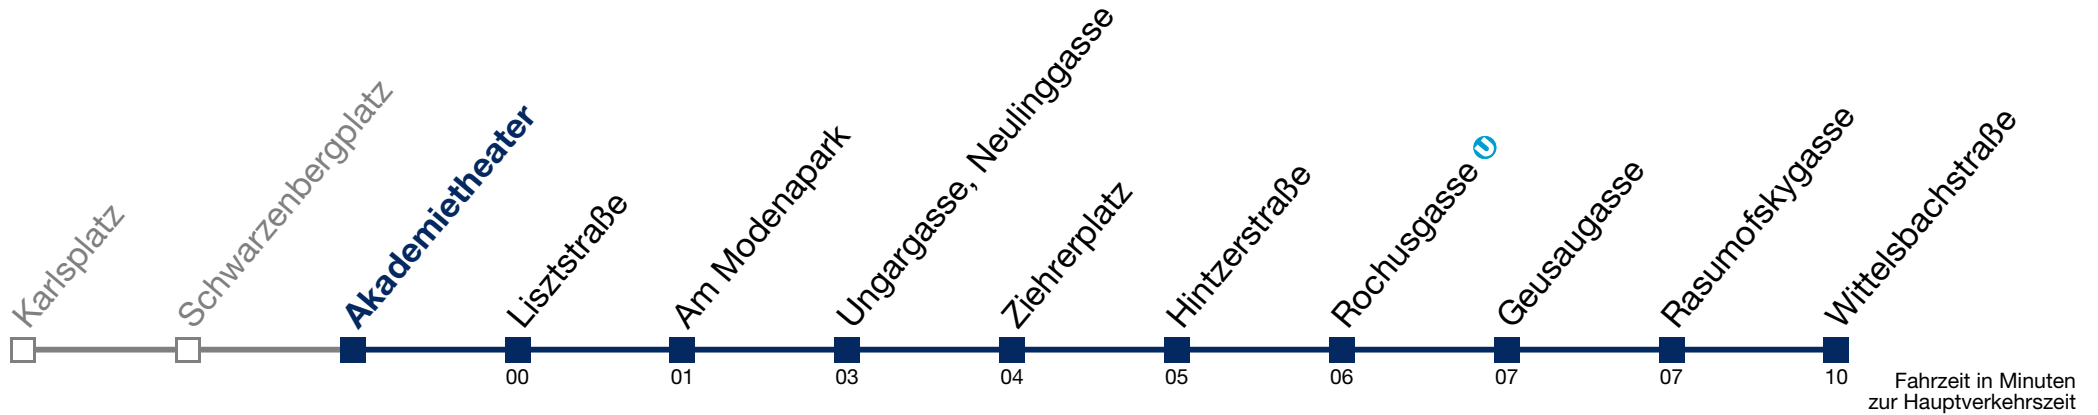 Karlsplatz
Schwarzenbergplatz
Akademietheater
Lisztstraße
Am Modenapark
Ungargasse, Neulinggasse
Ziehrerplatz
Hintzerstraße
Rochusgasse U
Geusaugasse
Rasumofskygasse
Wittelsbachstraße
00 01 03 04 05 06 07 07 10
Fahrzeit in Minuten
zur Hauptverkehrszeit